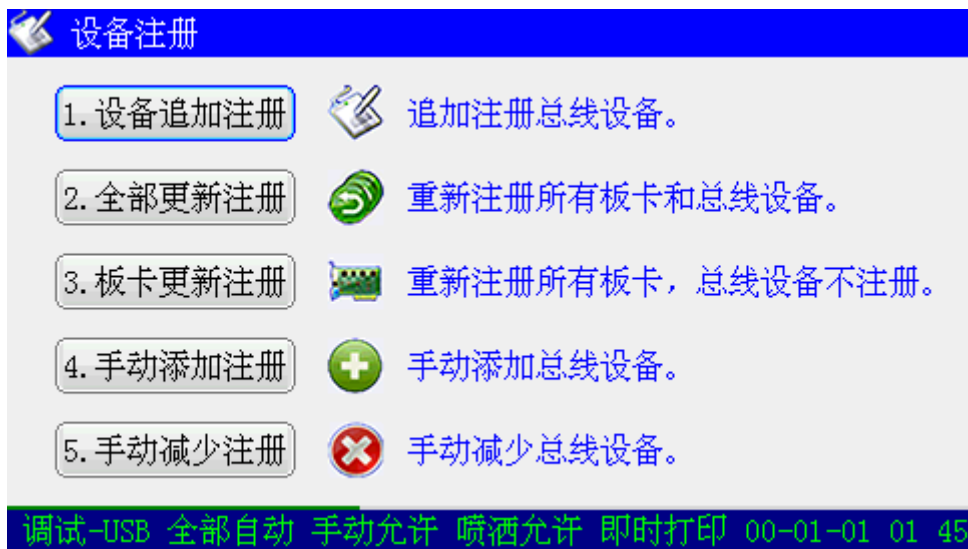 设备注册
1.设备追加注册 追加注册总线设备。
2.全部更新注册 重新注册所有板卡和总线设备。
3.板卡更新注册 重新注册所有板卡，总线设备不注册。
4.手动添加注册 手动添加总线设备。
5.手动减少注册 手动减少总线设备。
调试-USB 全部自动 手动允许 喷洒允许 即时打印 00-01-01 01 45